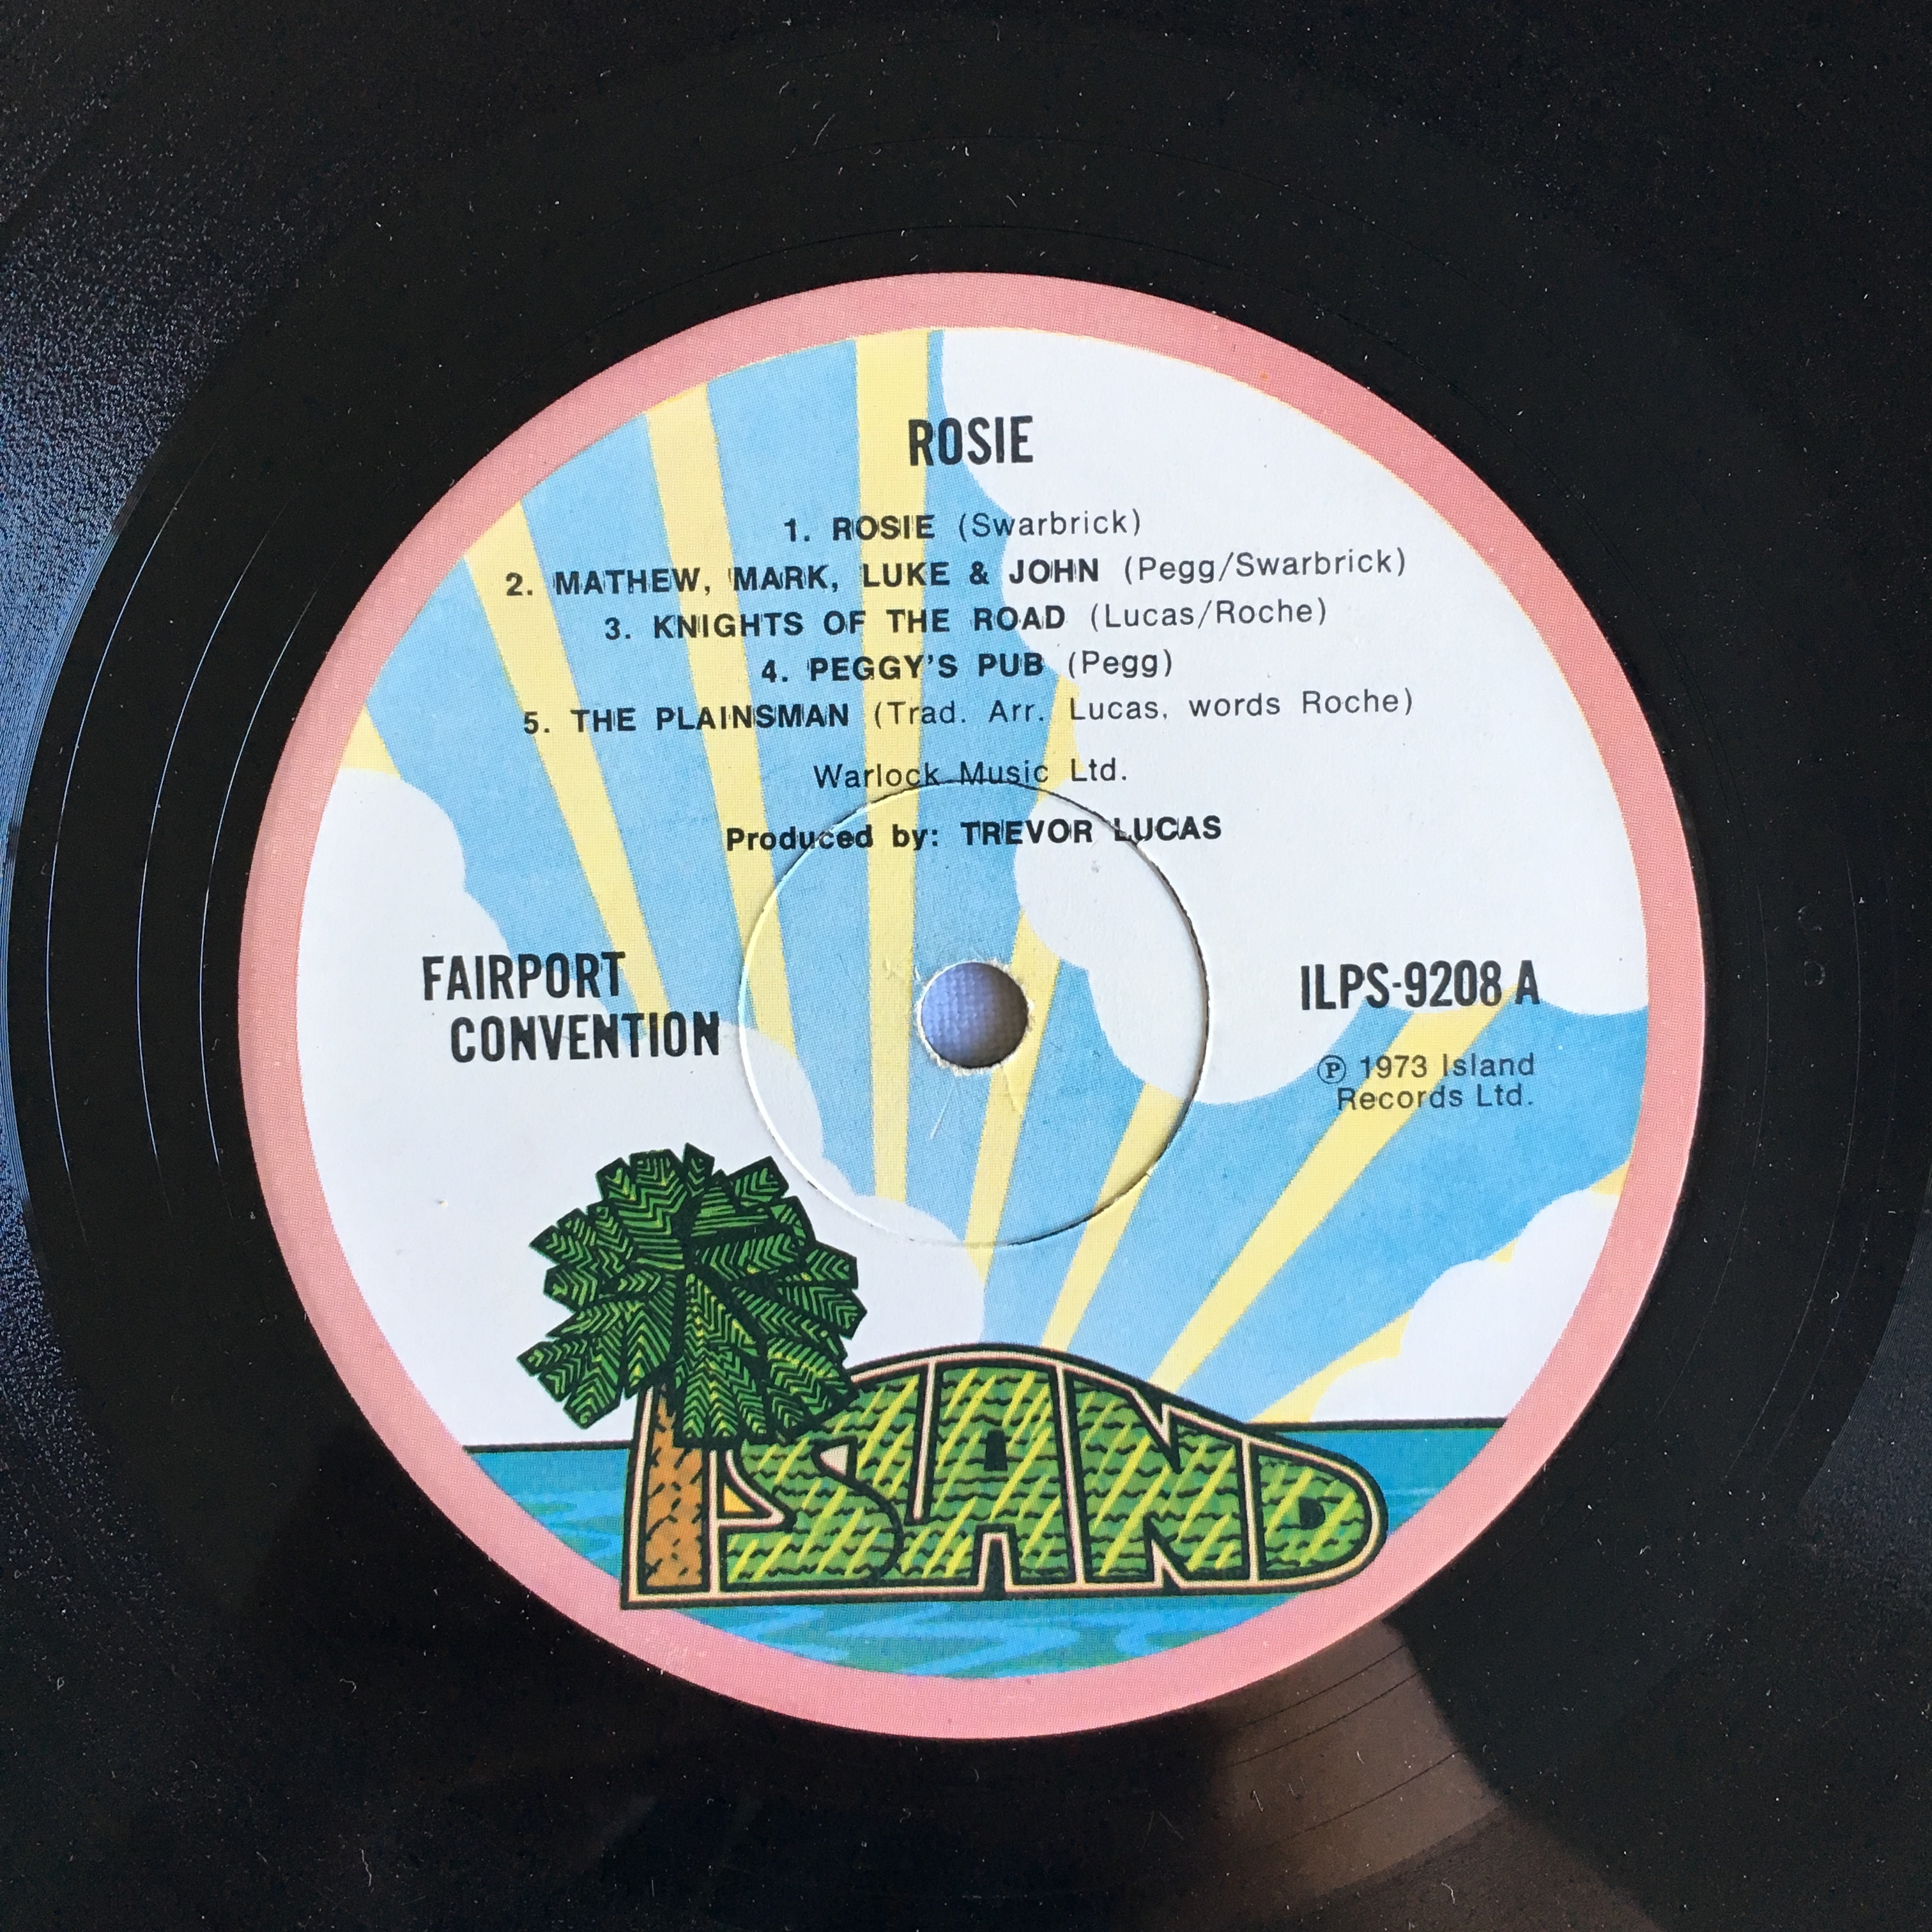 ROSIE
1. ROSIE (Swarbrick)
2. MATHEW, MARK, LUKE & JOHN (Pegg/Swarbrick)
3. KNIGHTS OF THE ROAD (Lucas/Roche)
4. PEGGY'S PUB (Pegg)
5. THE PLAINSMAN (Trad. Arr. Lucas, words Roche)
Warlock Music Ltd.
Produced by: TREVOR LUCAS
FAIRPORT
CONVENTION
ILPS-9208 A
Ⓟ 1973 Island
Records Ltd.
ISLAND